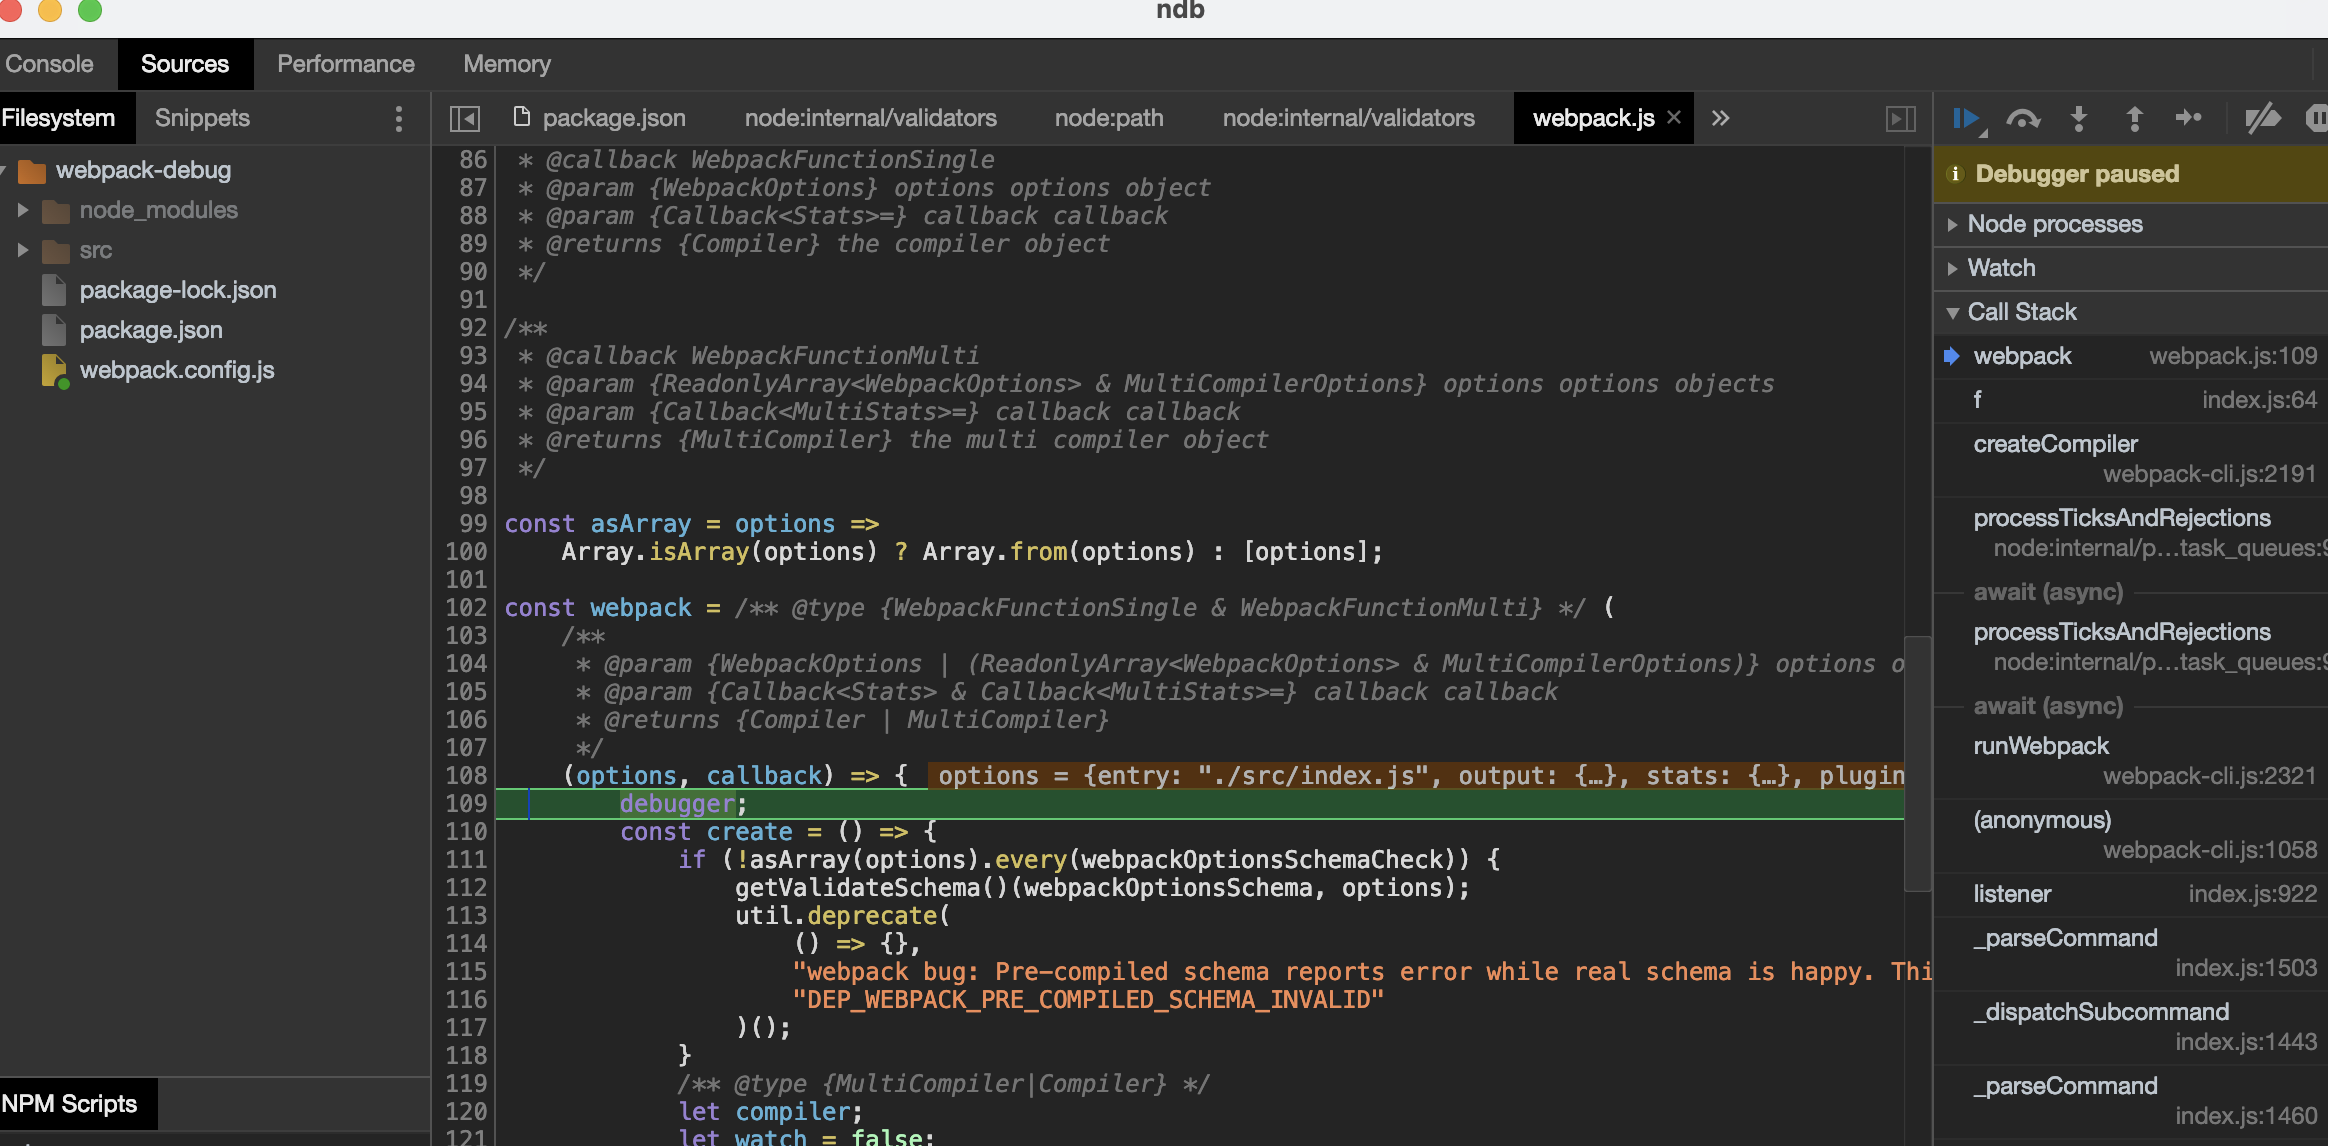 ndb
Console Sources Performance Memory
Filesystem Snippets
package.json node:internal/validators node:path node:internal/validators webpack.js × »
webpack-debug
node_modules
src
package-lock.json
package.json
webpack.config.js
NPM Scripts
86 * @callback WebpackFunctionSingle
87 * @param {WebpackOptions} options options object
88 * @param {Callback<Stats>=} callback callback
89 * @returns {Compiler} the compiler object
90 */
91
92 /**
93 * @callback WebpackFunctionMulti
94 * @param {ReadonlyArray<WebpackOptions> & MultiCompilerOptions} options options objects
95 * @param {Callback<MultiStats>=} callback callback
96 * @returns {MultiCompiler} the multi compiler object
97 */
98
99 const asArray = options =>
100 Array.isArray(options) ? Array.from(options) : [options];
101
102 const webpack = /** @type {WebpackFunctionSingle & WebpackFunctionMulti} */ (
103 /**
104 * @param {WebpackOptions | (ReadonlyArray<WebpackOptions> & MultiCompilerOptions)} options o
105 * @param {Callback<Stats> & Callback<MultiStats>=} callback callback
106 * @returns {Compiler | MultiCompiler}
107 */
108 (options, callback) => { options = {entry: "./src/index.js", output: {…}, stats: {…}, plugin
109 debugger;
110 const create = () => {
111 if (!asArray(options).every(webpackOptionsSchemaCheck)) {
112 getValidateSchema()(webpackOptionsSchema, options);
113 util.deprecate(
114 () => {},
115 "webpack bug: Pre-compiled schema reports error while real schema is happy. Thi
116 "DEP_WEBPACK_PRE_COMPILED_SCHEMA_INVALID"
117 )();
118 }
119 /** @type {MultiCompiler|Compiler} */
120 let compiler;
121 let watch = false;
Debugger paused
Node processes
Watch
Call Stack
webpack webpack.js:109
f index.js:64
createCompiler
webpack-cli.js:2191
processTicksAndRejections
node:internal/p…task_queues:9
await (async)
processTicksAndRejections
node:internal/p…task_queues:9
await (async)
runWebpack
webpack-cli.js:2321
(anonymous)
webpack-cli.js:1058
listener index.js:922
_parseCommand
index.js:1503
_dispatchSubcommand
index.js:1443
_parseCommand
index.js:1460